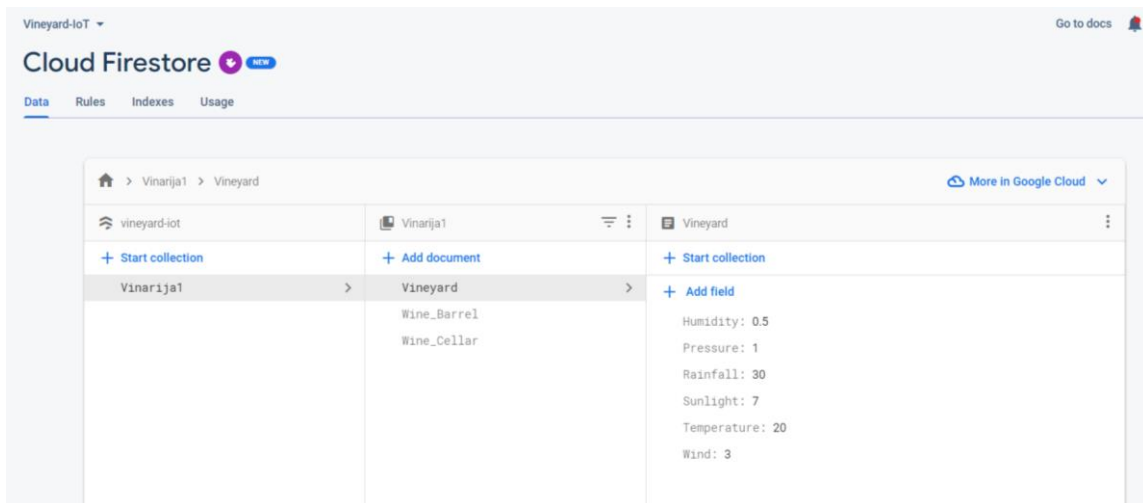 Vineyard-IoT
Go to docs
Cloud Firestore NEW
Data Rules Indexes Usage
> Vinarija1 > Vineyard
More in Google Cloud
vineyard-iot
+ Start collection
Vinarija1 >
Vinarija1
+ Add document
Vineyard >
Wine_Barrel
Wine_Cellar
Vineyard
+ Start collection
+ Add field
Humidity: 0.5
Pressure: 1
Rainfall: 30
Sunlight: 7
Temperature: 20
Wind: 3